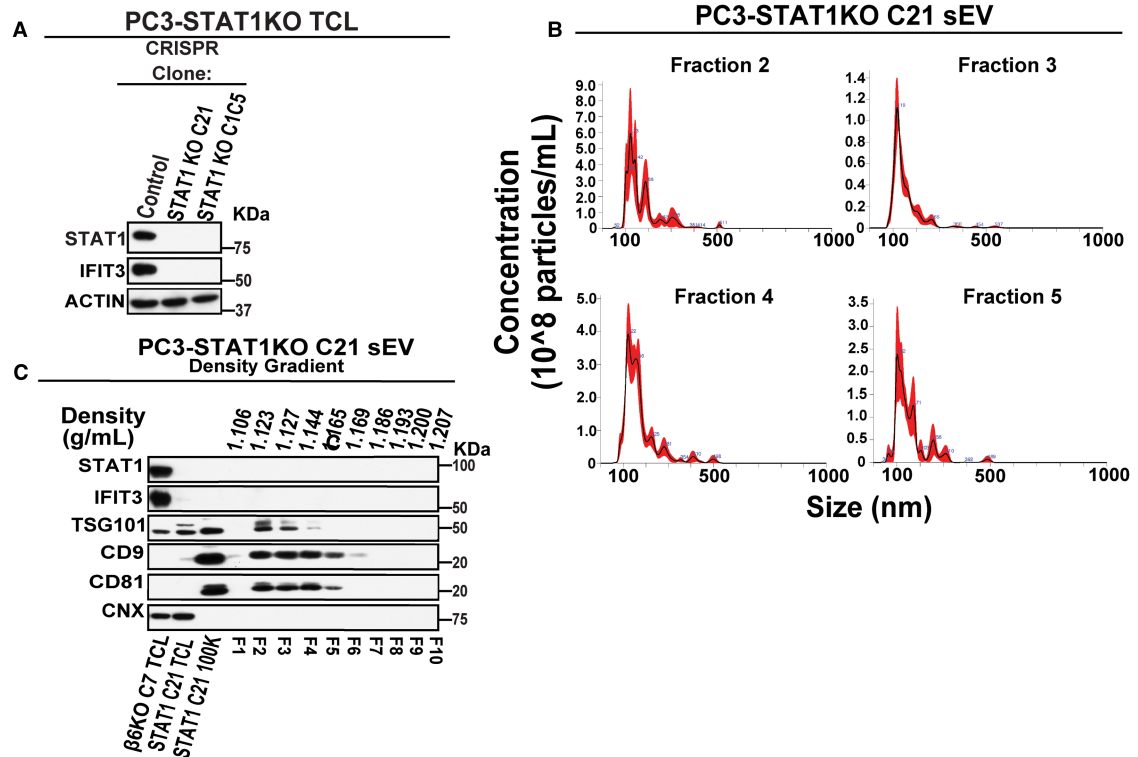 A
PC3-STAT1KO TCL
CRISPR
Clone:
Control
STAT1 KO C21
STAT1 KO C1C5
KDa
STAT1
75
IFIT3
50
ACTIN
37
B
PC3-STAT1KO C21 sEV
Concentration
(10^8 particles/mL)
Fraction 2
9.0
8.0
7.0
6.0
5.0
4.0
3.0
2.0
1.0
0
100 500 1000
Fraction 3
1.4
1.2
1.0
0.8
0.6
0.4
0.2
0
100 500 1000
Fraction 4
5.0
4.0
3.0
2.0
1.0
0
100 500 1000
Fraction 5
3.5
3.0
2.5
2.0
1.5
1.0
0.5
0
100 500 1000
Size (nm)
C
PC3-STAT1KO C21 sEV
Density Gradient
Density
(g/mL)
1.106
1.123
1.127
1.144
1.169
1.186
1.193
1.200
1.207
KDa
STAT1
100
IFIT3
50
TSG101
50
CD9
20
CD81
20
CNX
75
β6KO C7 TCL
STAT1 C21 TCL
STAT1 C21 100K
F1
F2
F3
F4
F5
F6
F7
F8
F9
F10